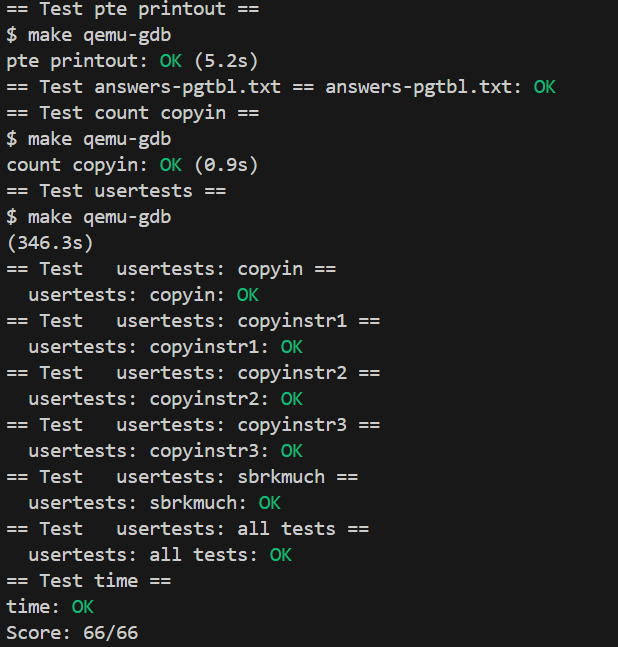 == Test pte printout ==
$ make qemu-gdb
pte printout: OK (5.2s)
== Test answers-pgtbl.txt == answers-pgtbl.txt: OK
== Test count copyin ==
$ make qemu-gdb
count copyin: OK (0.9s)
== Test usertests ==
$ make qemu-gdb
(346.3s)
== Test   usertests: copyin ==
  usertests: copyin: OK
== Test   usertests: copyinstr1 ==
  usertests: copyinstr1: OK
== Test   usertests: copyinstr2 ==
  usertests: copyinstr2: OK
== Test   usertests: copyinstr3 ==
  usertests: copyinstr3: OK
== Test   usertests: sbrkmuch ==
  usertests: sbrkmuch: OK
== Test   usertests: all tests ==
  usertests: all tests: OK
== Test time ==
time: OK
Score: 66/66